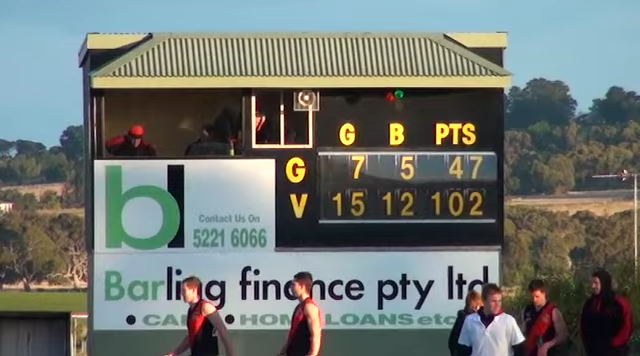 G B PTS
G 7 5 47
V 15 12 102
bl
Contact Us On
5221 6066
Barling finance pty ltd
• CAR • HOME LOANS etc